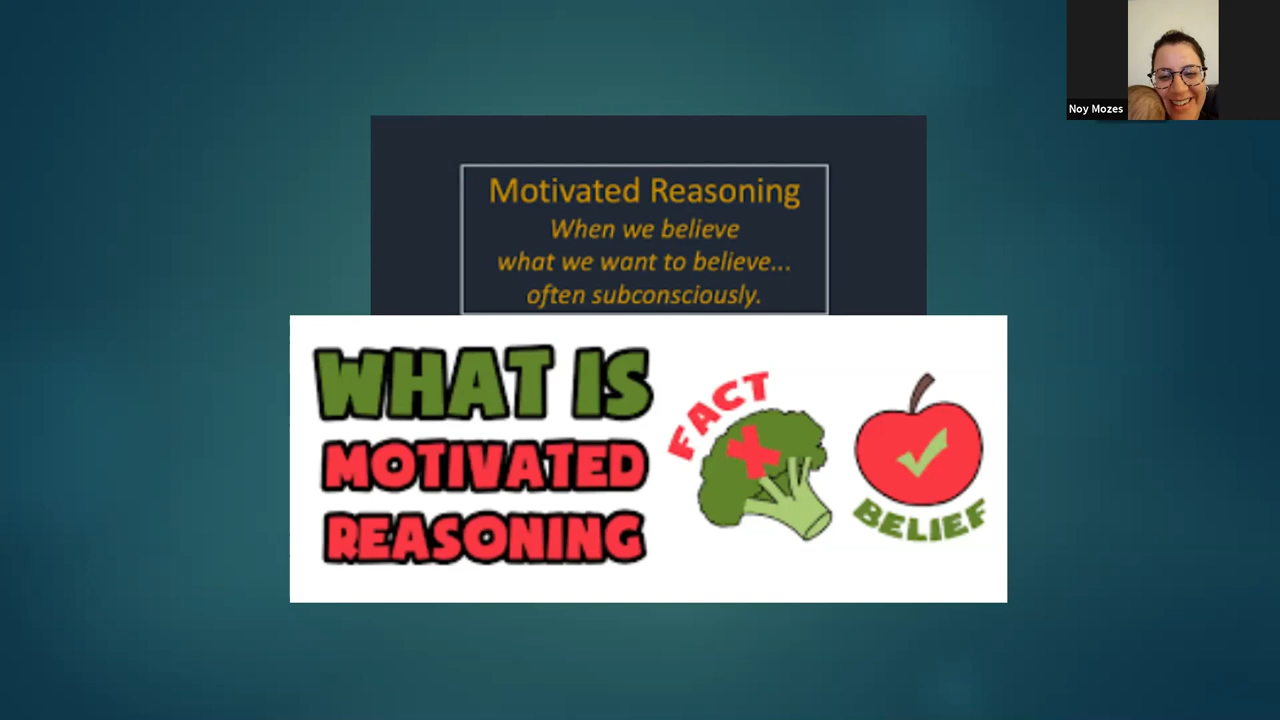 Noy Mozes
Motivated Reasoning
When we believe
what we want to believe...
often subconsciously.
WHAT IS
MOTIVATED
REASONING
FACT
BELIEF